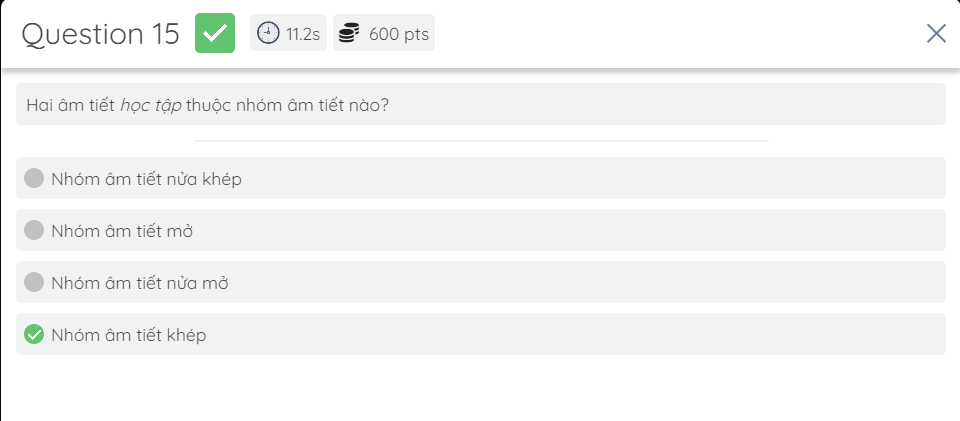 Question 15 11.2s 600 pts
Hai âm tiết học tập thuộc nhóm âm tiết nào?
Nhóm âm tiết nửa khép
Nhóm âm tiết mở
Nhóm âm tiết nửa mở
Nhóm âm tiết khép